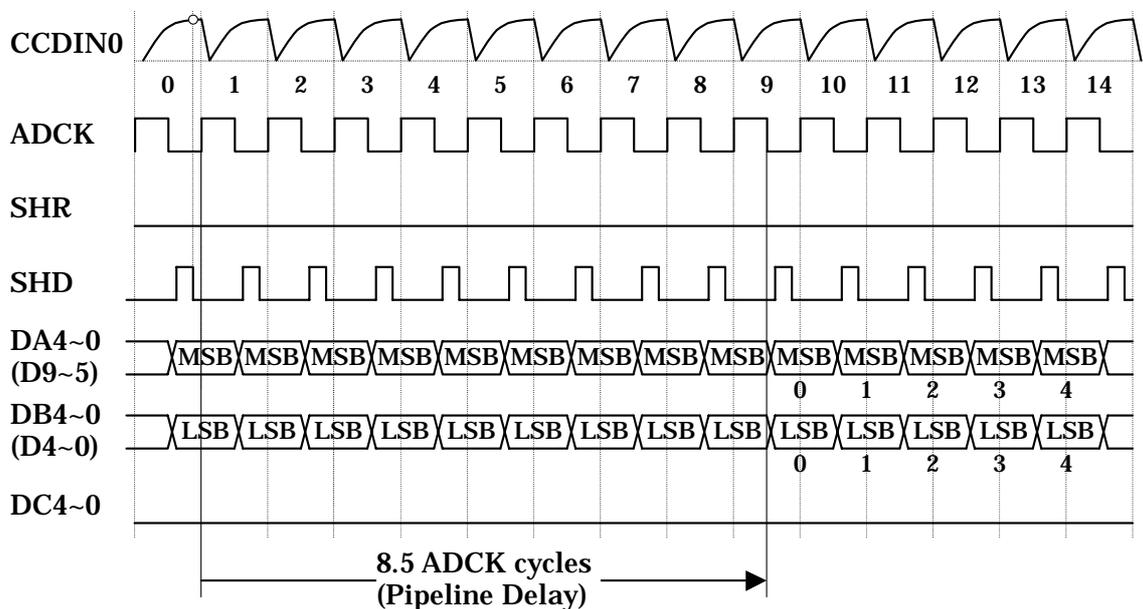 CCDIN0
0 1 2 3 4 5 6 7 8 9 10 11 12 13 14
ADCK
SHR
SHD
DA4~0
(D9~5)
MSB MSB MSB MSB MSB MSB MSB MSB MSB MSB MSB MSB MSB MSB
0 1 2 3 4
DB4~0
(D4~0)
LSB LSB LSB LSB LSB LSB LSB LSB LSB LSB LSB LSB LSB LSB
0 1 2 3 4
DC4~0
8.5 ADCK cycles
(Pipeline Delay)